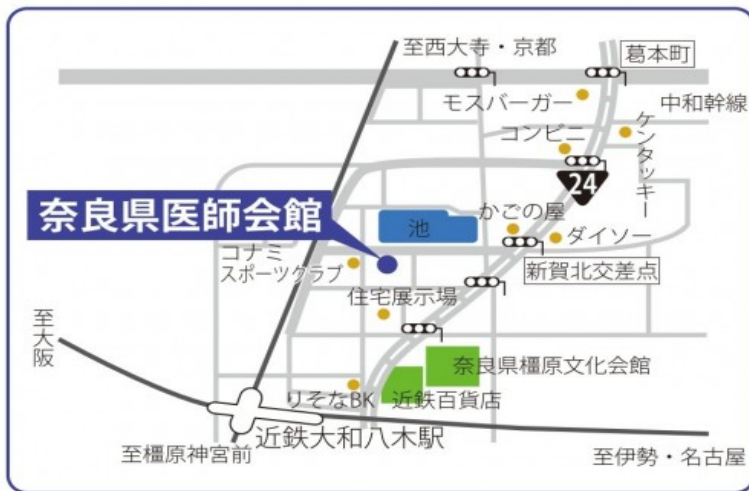 至西大寺・京都
葛本町
モスバーガー
中和幹線
コンビニ
ケンタッキー
24
奈良県医師会館
池
かごの屋
ダイソー
コナミ
スポーツクラブ
新賀北交差点
住宅展示場
至大阪
奈良県橿原文化会館
りそなBK
近鉄百貨店
近鉄大和八木駅
至橿原神宮前
至伊勢・名古屋